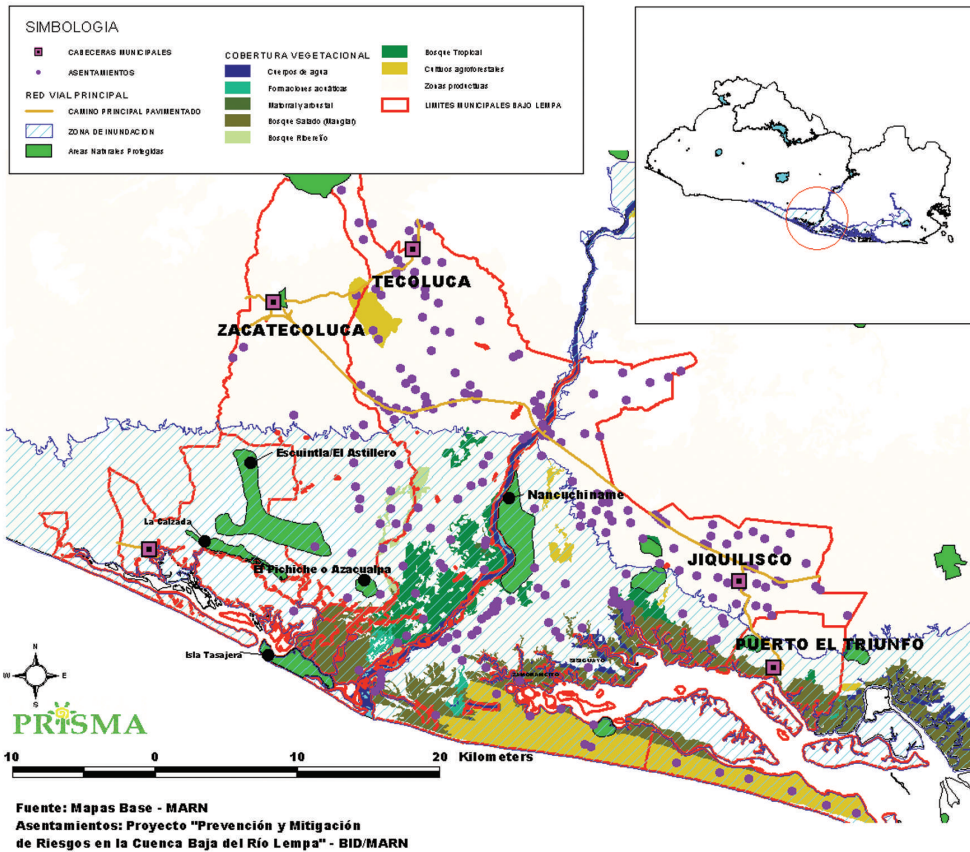 SIMBOLOGIA
CABECERAS MUNICIPALES
ASENTAMIENTOS
RED VIAL PRINCIPAL
CAMINO PRINCIPAL PAVIMENTADO
ZONA DE INUNDACION
Areas Naturales Protegidas
COBERTURA VEGETACIONAL
Cuerpos de agua
Formaciones acuáticas
Matorral y arbustal
Bosque Salado (Manglar)
Bosque Ribereño
Bosque Tropical
Cultivos agroforestales
Zonas productivas
LIMITES MUNICIPALES BAJO LEMPA
TECOLUCA
ZACATECOLUCA
Escuintla/El Astillero
Nancuchiname
La Calzada
El Pichiche o Azacualpa
JIQUILISCO
PUERTO EL TRIUNFO
Isla Tasajera
N
W E
S
PRISMA
10 0 10 20 Kilometers
Fuente: Mapas Base - MARN
Asentamientos: Proyecto "Prevención y Mitigación
de Riesgos en la Cuenca Baja del Río Lempa" - BID/MARN